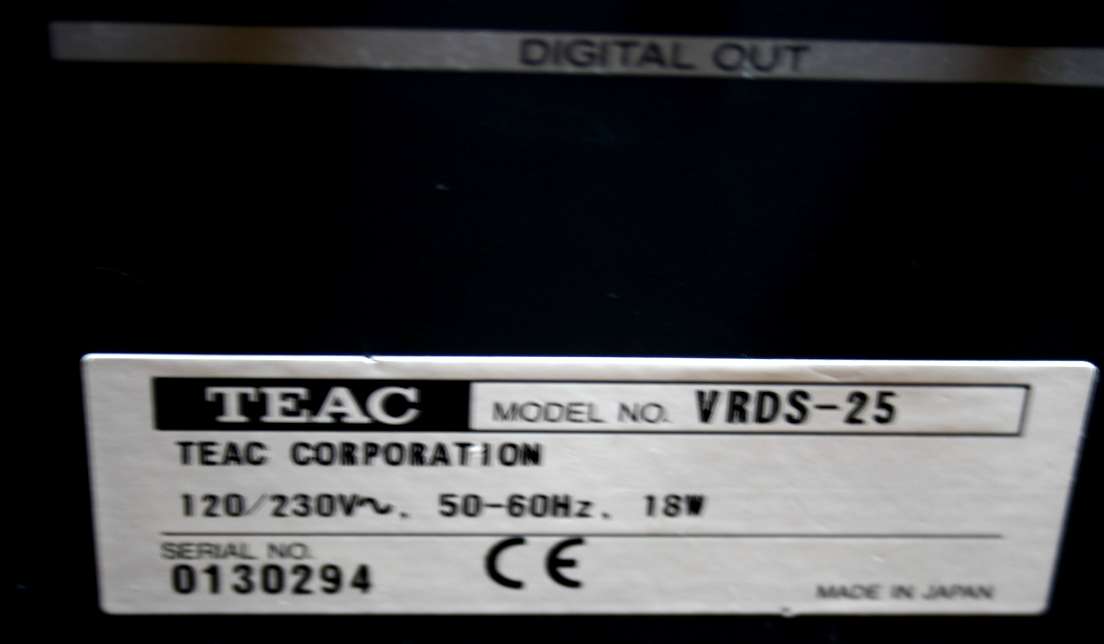 DIGITAL OUT
TEAC MODEL NO. VRDS-25
TEAC CORPORATION
120/230V~. 50-60Hz. 18W
SERIAL NO.
0130294
CE
MADE IN JAPAN